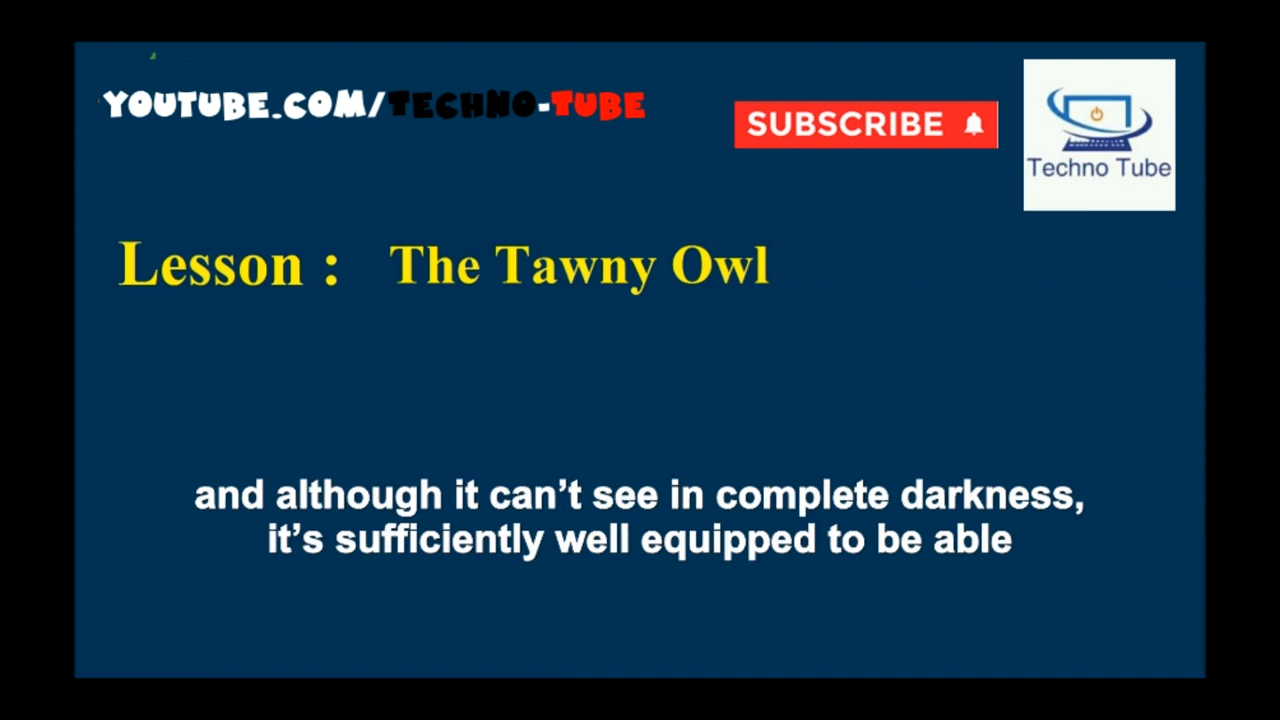 YOUTUBE.COM/TECHNO-TUBE
SUBSCRIBE
Techno Tube
Lesson : The Tawny Owl
and although it can’t see in complete darkness,
it’s sufficiently well equipped to be able